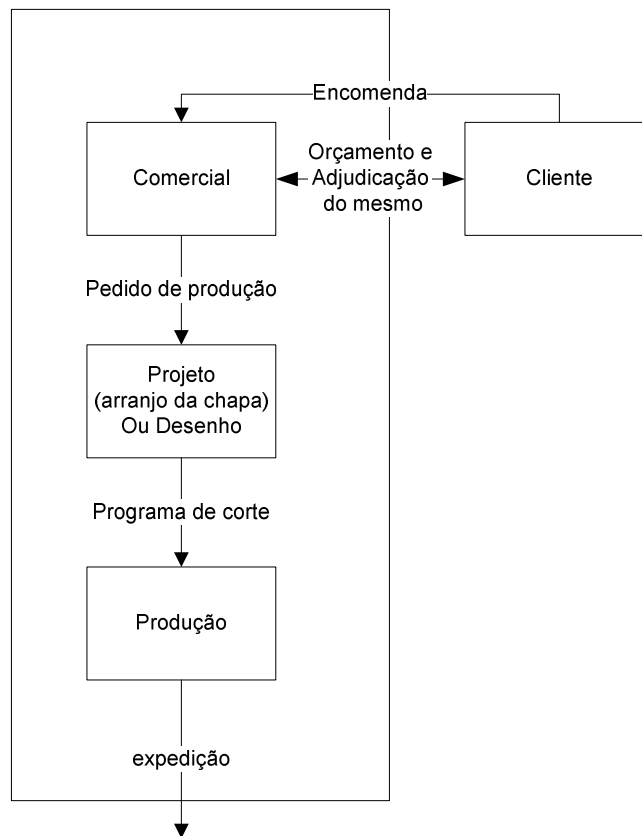 Encomenda
Comercial
Orçamento e
Adjudicação
do mesmo
Cliente
Pedido de produção
Projeto
(arranjo da chapa)
Ou Desenho
Programa de corte
Produção
expedição